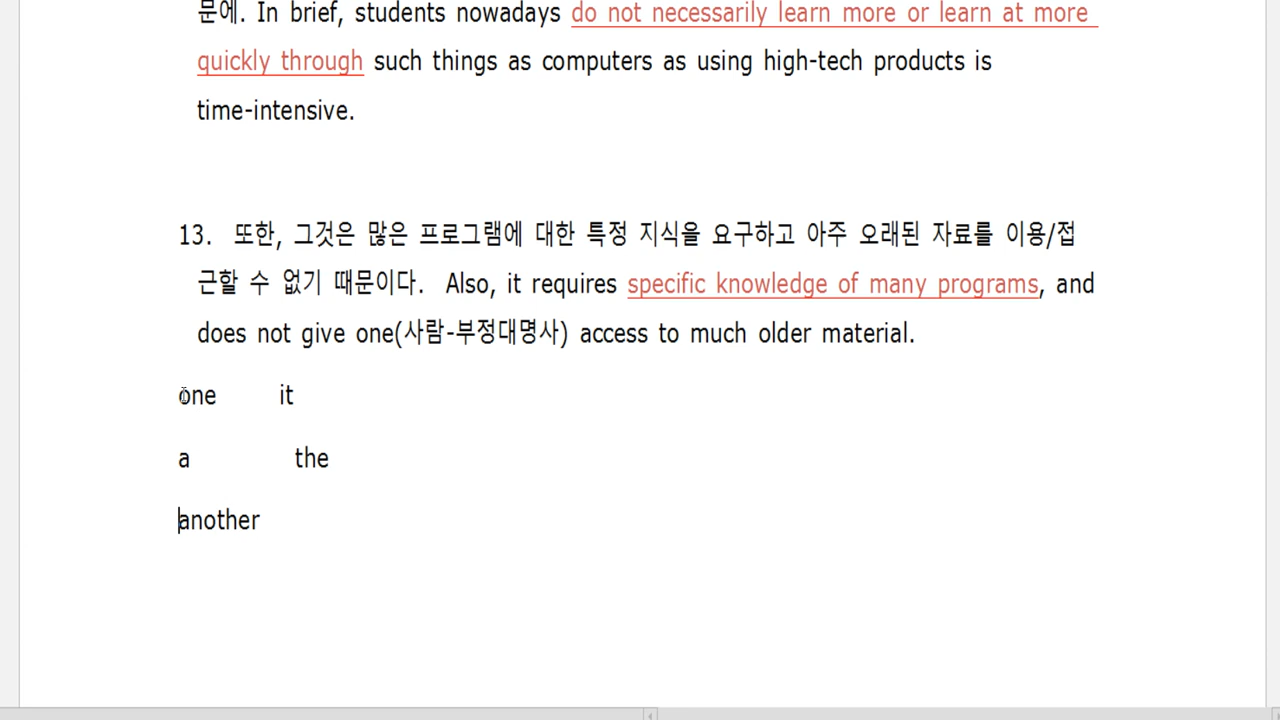 문에. In brief, students nowadays do not necessarily learn more or learn at more
quickly through such things as computers as using high-tech products is
time-intensive.
13. 또한, 그것은 많은 프로그램에 대한 특정 지식을 요구하고 아주 오래된 자료를 이용/접
근할 수 없기 때문이다. Also, it requires specific knowledge of many programs, and
does not give one(사람-부정대명사) access to much older material.
one it
a the
another